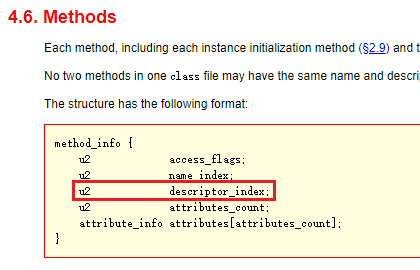 4.6. Methods
Each method, including each instance initialization method (§2.9) and
No two methods in one class file may have the same name and
The structure has the following format:
method_info {
u2 access_flags;
u2 name_index;
u2 descriptor_index;
u2 attributes_count;
attribute_info attributes[attributes_count];
}